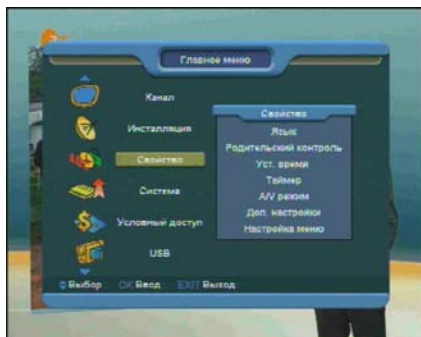 Главное меню
Канал
Инсталляция
Свойство
Система
Условный доступ
USB
Свойство
Язык
Родительский контроль
Уст. время
Таймер
A/V режим
Доп. настройки
Настройка меню
Выбор OK Ввод EXIT Выход